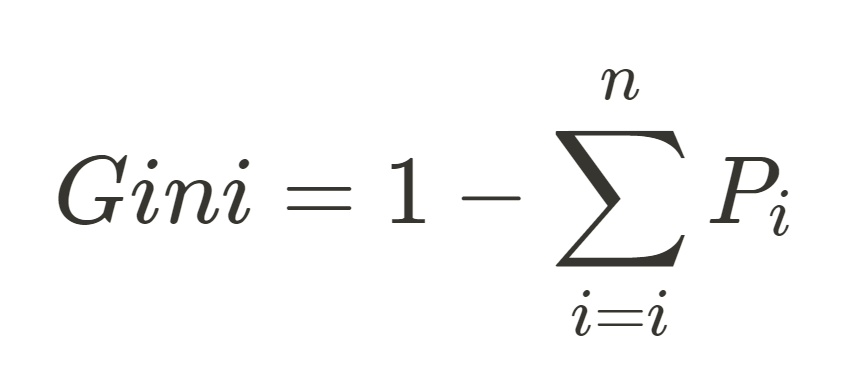 Gini = 1 − ∑_{i=i}^{n} P_i